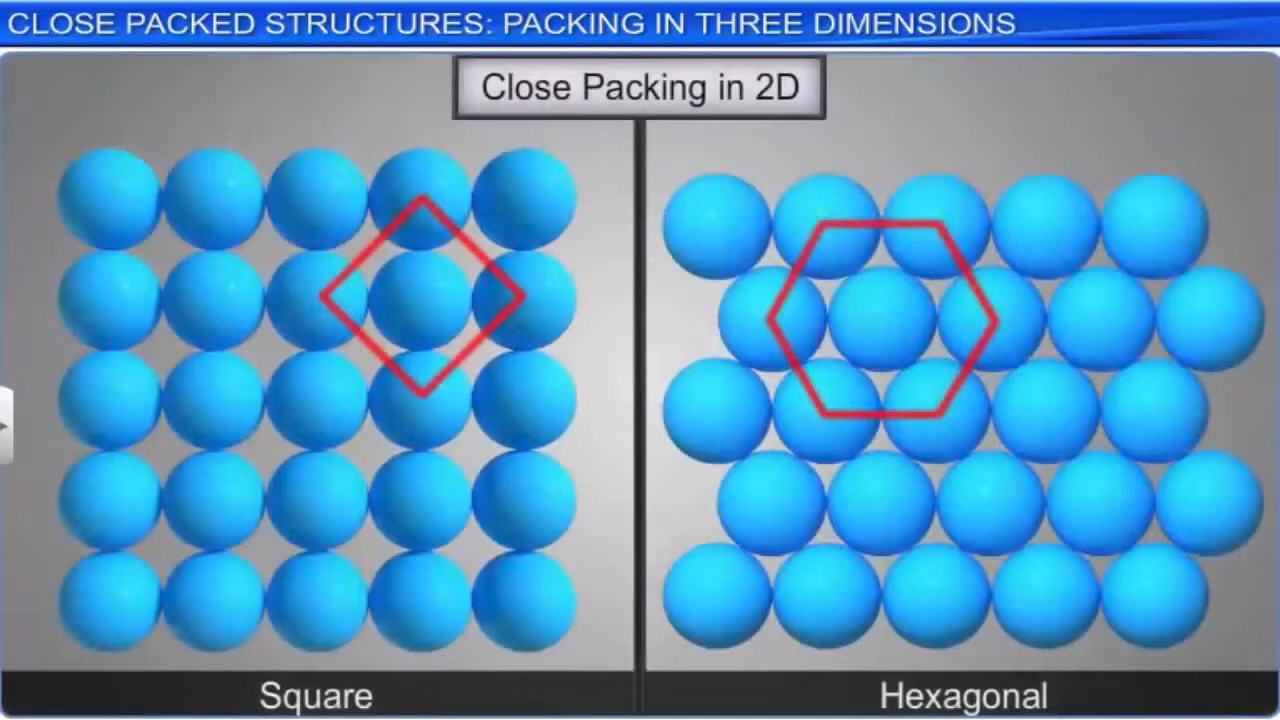 CLOSE PACKED STRUCTURES: PACKING IN THREE DIMENSIONS
Close Packing in 2D
Square
Hexagonal